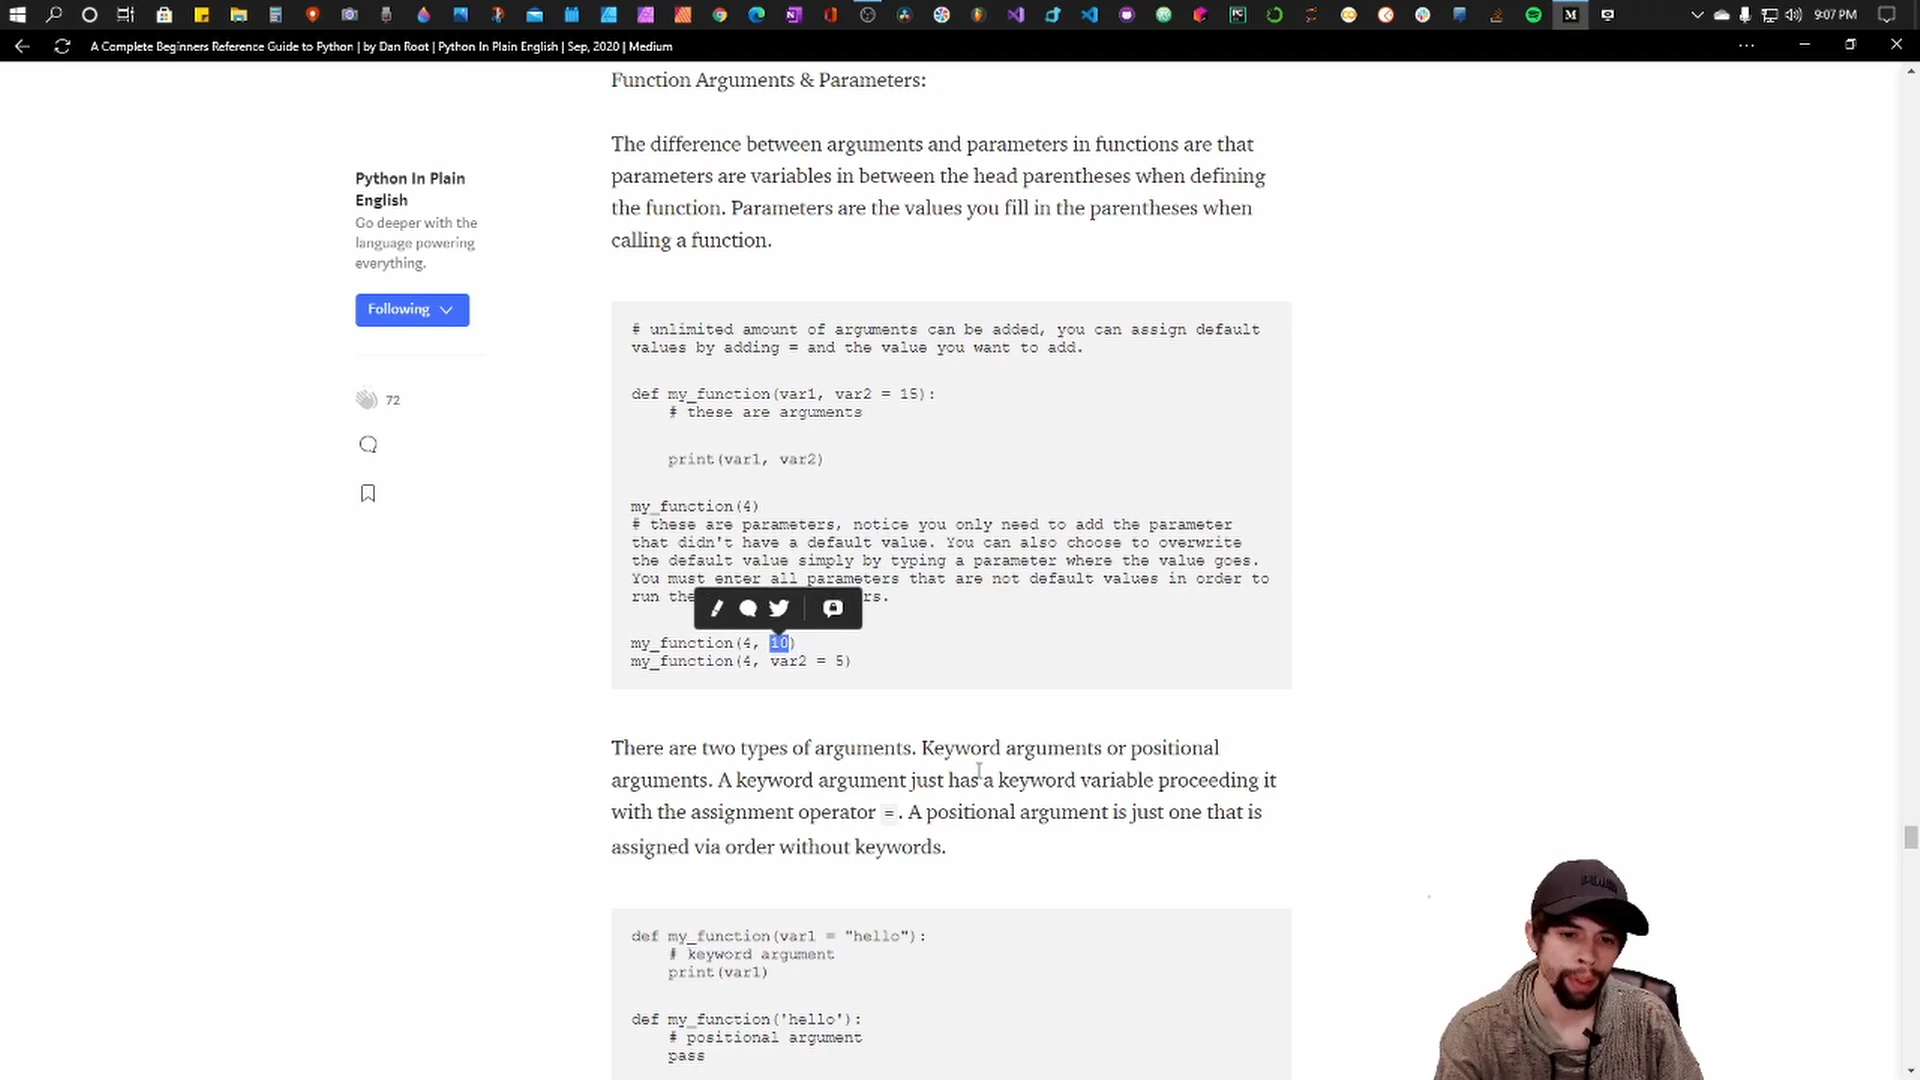 9:07 PM
A Complete Beginners Reference Guide to Python | by Dan Root | Python In Plain English | Sep, 2020 | Medium
Function Arguments & Parameters:
The difference between arguments and parameters in functions are that
parameters are variables in between the head parentheses when defining
the function. Parameters are the values you fill in the parentheses when
calling a function.
Python In Plain
English
Go deeper with the
language powering
everything.
Following
72
# unlimited amount of arguments can be added, you can assign default
values by adding = and the value you want to add.
def my_function(var1, var2 = 15):
# these are arguments
print(var1, var2)
my_function(4)
# these are parameters, notice you only need to add the parameter
that didn't have a default value. You can also choose to overwrite
the default value simply by typing a parameter where the value goes.
You must enter all parameters that are not default values in order to
run the rs.
my_function(4, 10)
my_function(4, var2 = 5)
There are two types of arguments. Keyword arguments or positional
arguments. A keyword argument just has a keyword variable proceeding it
with the assignment operator = . A positional argument is just one that is
assigned via order without keywords.
def my_function(var1 = "hello"):
# keyword argument
print(var1)
def my_function('hello'):
# positional argument
pass